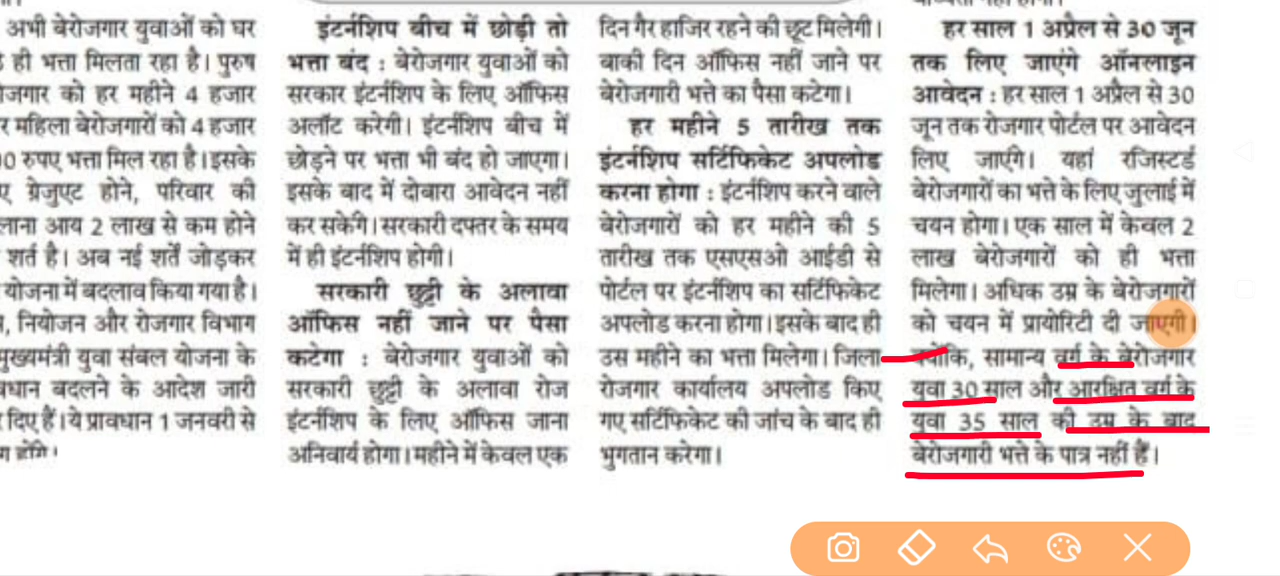 अभी बेरोजगार युवाओं को घर
ही भत्ता मिलता रहा है। पुरुष
जगार को हर महीने 4 हजार
र महिला बेरोजगारों को 4 हजार
0 रुपए भत्ता मिल रहा है। इसके
ए ग्रेजुएट होने, परिवार की
लाना आय 2 लाख से कम होने
शर्त है। अब नई शर्तें जोड़कर
योजना में बदलाव किया गया है।
, नियोजन और रोजगार विभाग
मुख्यमंत्री युवा संबल योजना के
वधान बदलने के आदेश जारी
दिए हैं। ये प्रावधान 1 जनवरी से
होंगे।
इंटर्नशिप बीच में छोड़ी तो
भत्ता बंद : बेरोजगार युवाओं को
सरकार इंटर्नशिप के लिए ऑफिस
अलॉट करेगी। इंटर्नशिप बीच में
छोड़ने पर भत्ता भी बंद हो जाएगा।
इसके बाद में दोबारा आवेदन नहीं
कर सकेंगे। सरकारी दफ्तर के समय
में ही इंटर्नशिप होगी।
सरकारी छुट्टी के अलावा
ऑफिस नहीं जाने पर पैसा
कटेगा : बेरोजगार युवाओं को
सरकारी छुट्टी के अलावा रोज
इंटर्नशिप के लिए ऑफिस जाना
अनिवार्य होगा। महीने में केवल एक
दिन गैर हाजिर रहने की छूट मिलेगी।
बाकी दिन ऑफिस नहीं जाने पर
बेरोजगारी भत्ते का पैसा कटेगा।
हर महीने 5 तारीख तक
इंटर्नशिप सर्टिफिकेट अपलोड
करना होगा : इंटर्नशिप करने वाले
बेरोजगारों को हर महीने की 5
तारीख तक एसएसओ आईडी से
पोर्टल पर इंटर्नशिप का सर्टिफिकेट
अपलोड करना होगा। इसके बाद ही
उस महीने का भत्ता मिलेगा। जिला
रोजगार कार्यालय अपलोड किए
गए सर्टिफिकेट की जांच के बाद ही
भुगतान करेगा।
हर साल 1 अप्रैल से 30 जून
तक लिए जाएंगे ऑनलाइन
आवेदन : हर साल 1 अप्रैल से 30
जून तक रोजगार पोर्टल पर आवेदन
लिए जाएंगे। यहां रजिस्टर्ड
बेरोजगारों का भत्ते के लिए जुलाई में
चयन होगा। एक साल में केवल 2
लाख बेरोजगारों को ही भत्ता
मिलेगा। अधिक उम्र के बेरोजगारों
को चयन में प्रायोरिटी दी जाएगी।
क्योंकि, सामान्य वर्ग के बेरोजगार
युवा 30 साल और आरक्षित वर्ग के
युवा 35 साल की उम्र के बाद
बेरोजगारी भत्ते के पात्र नहीं हैं।